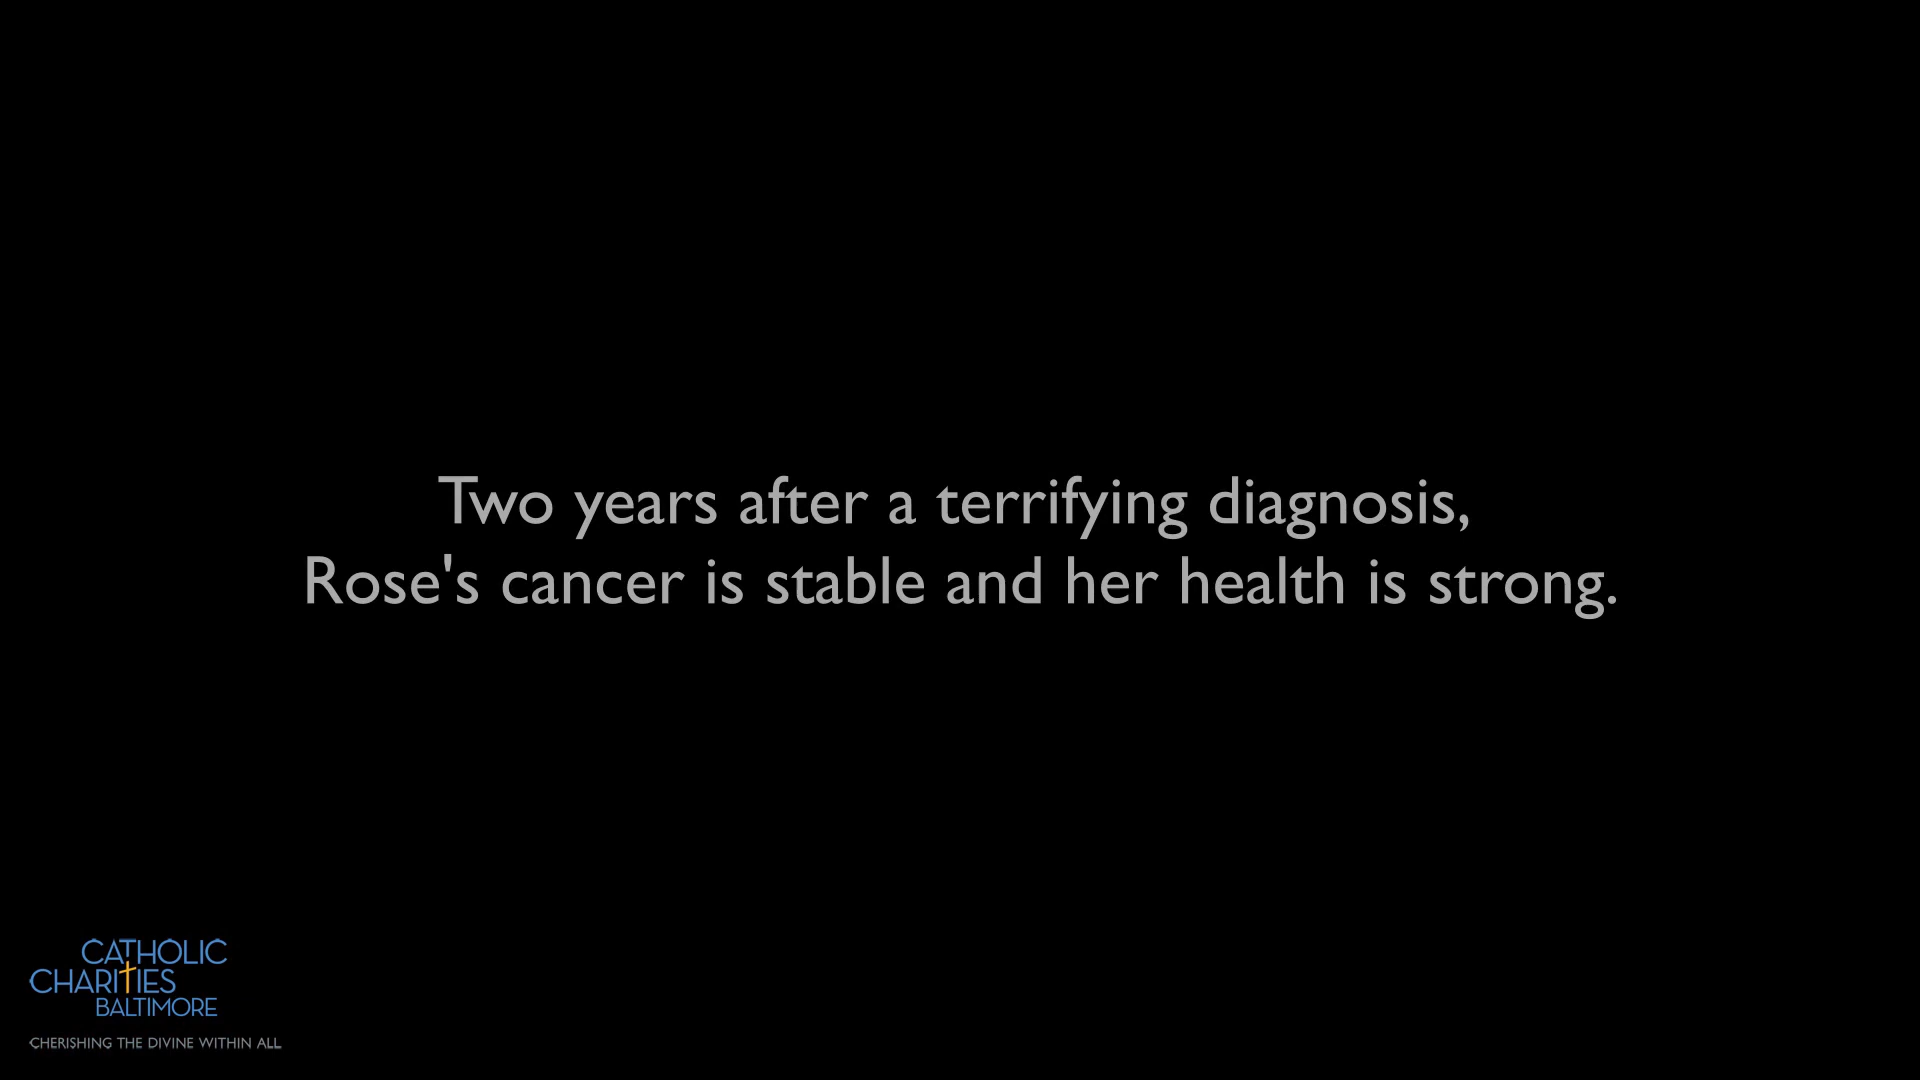 Two years after a terrifying diagnosis,
Rose's cancer is stable and her health is strong.
CATHOLIC
CHARITIES
BALTIMORE
CHERISHING THE DIVINE WITHIN ALL